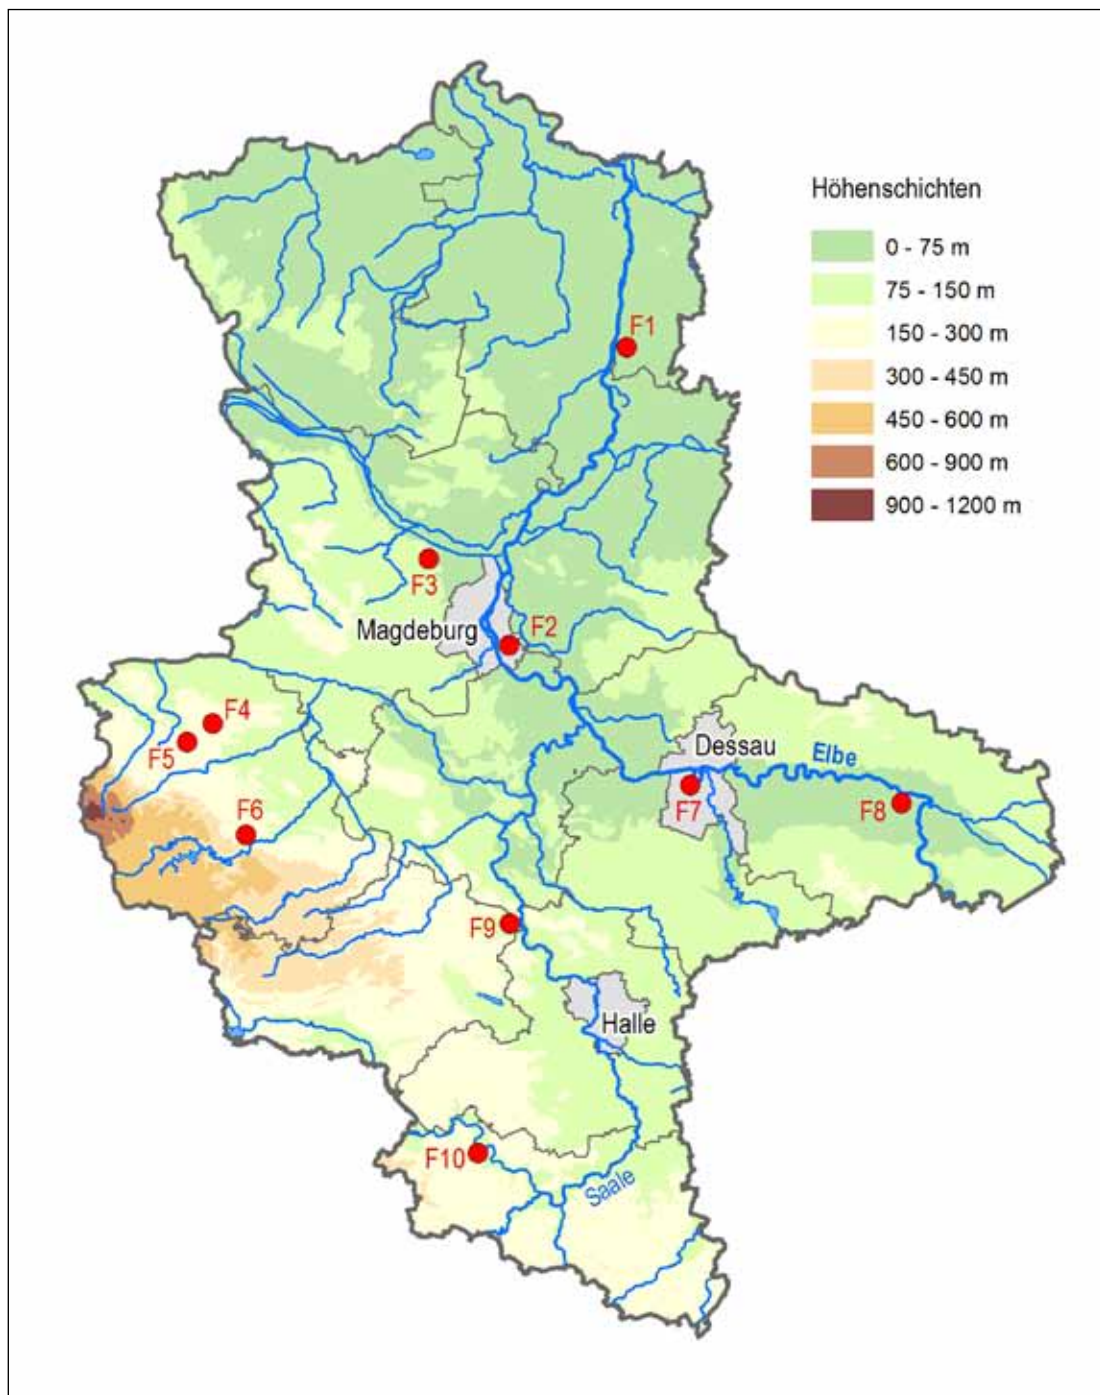 Höhenschichten
0 - 75 m
75 - 150 m
150 - 300 m
300 - 450 m
450 - 600 m
600 - 900 m
900 - 1200 m
F1
F3
Magdeburg
F2
F4
F5
Dessau
Elbe
F6
F7
F8
F9
Halle
F10
Saale